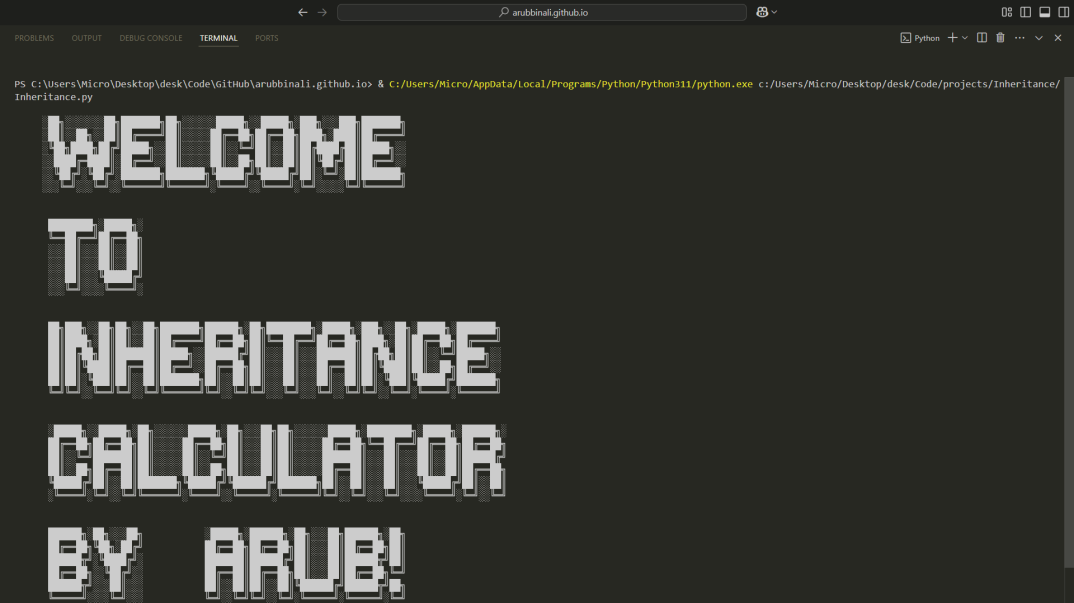 arubbinali.github.io
PROBLEMS OUTPUT DEBUG CONSOLE TERMINAL PORTS
Python
PS C:\Users\Micro\Desktop\desk\Code\GitHub\arubbinali.github.io> & C:/Users/Micro/AppData/Local/Programs/Python/Python311/python.exe c:/Users/Micro/Desktop/desk/Code/projects/Inheritance/
Inheritance.py
WELCOME
TO
INHERITANCE
CALCULATOR
BY ARUB!